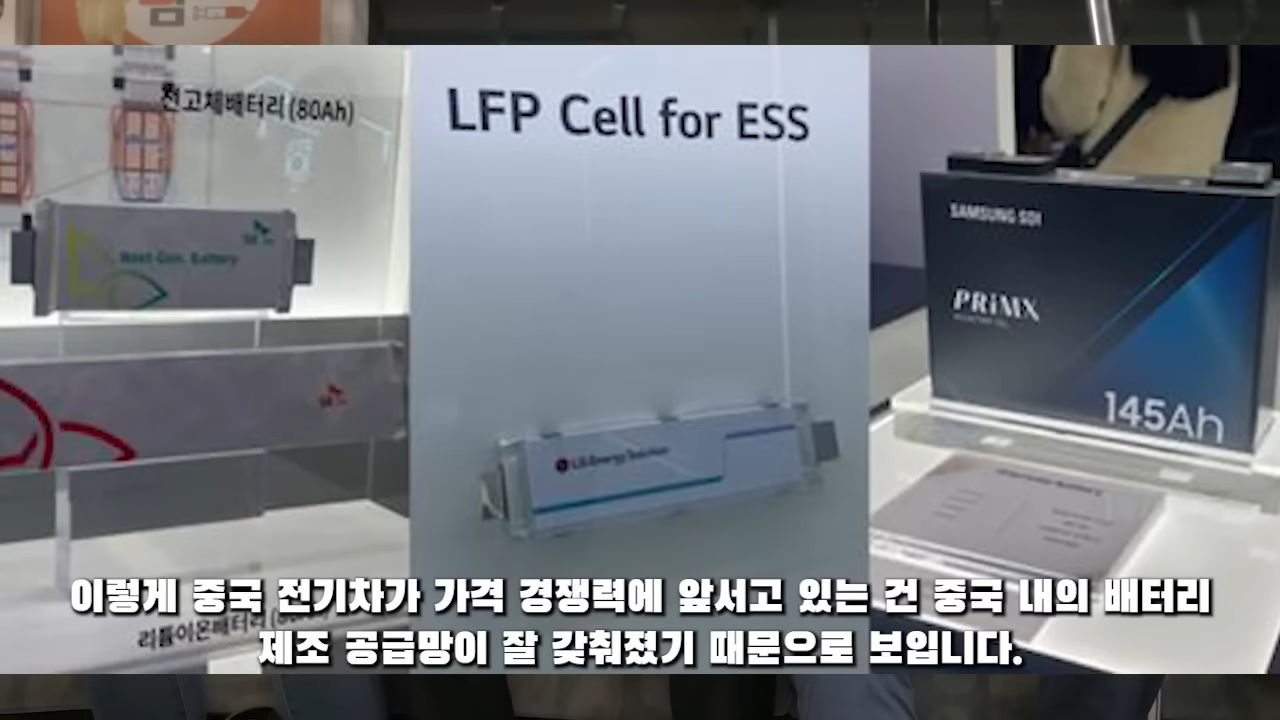 전고체배터리 (80Ah)
SK on
Next-Gen. Battery
LFP Cell for ESS
LG Energy Solution
SAMSUNG SDI
PRiMX
145Ah
이렇게 중국 전기차가 가격 경쟁력에 앞서고 있는 건 중국 내의 배터리
제조 공급망이 잘 갖춰졌기 때문으로 보입니다.
리튬이온배터리